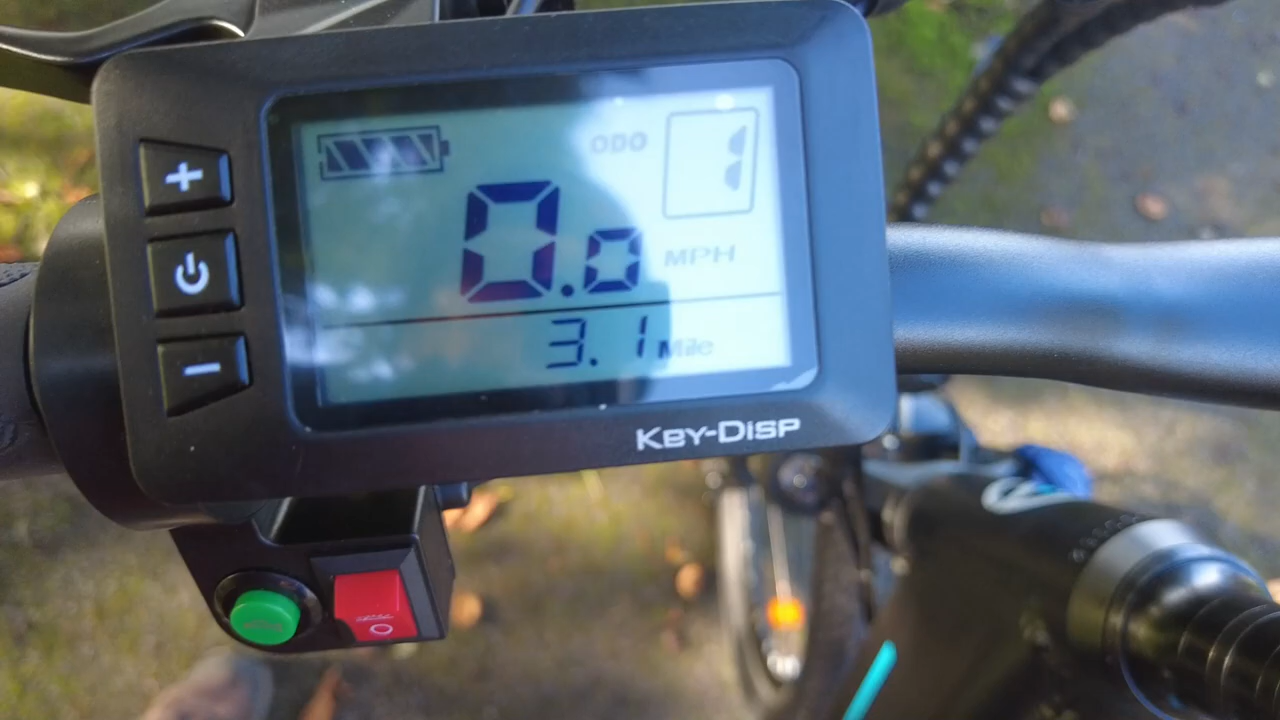 +
ODO
0.0 MPH
3.1 Mile
−
KEY-DISP